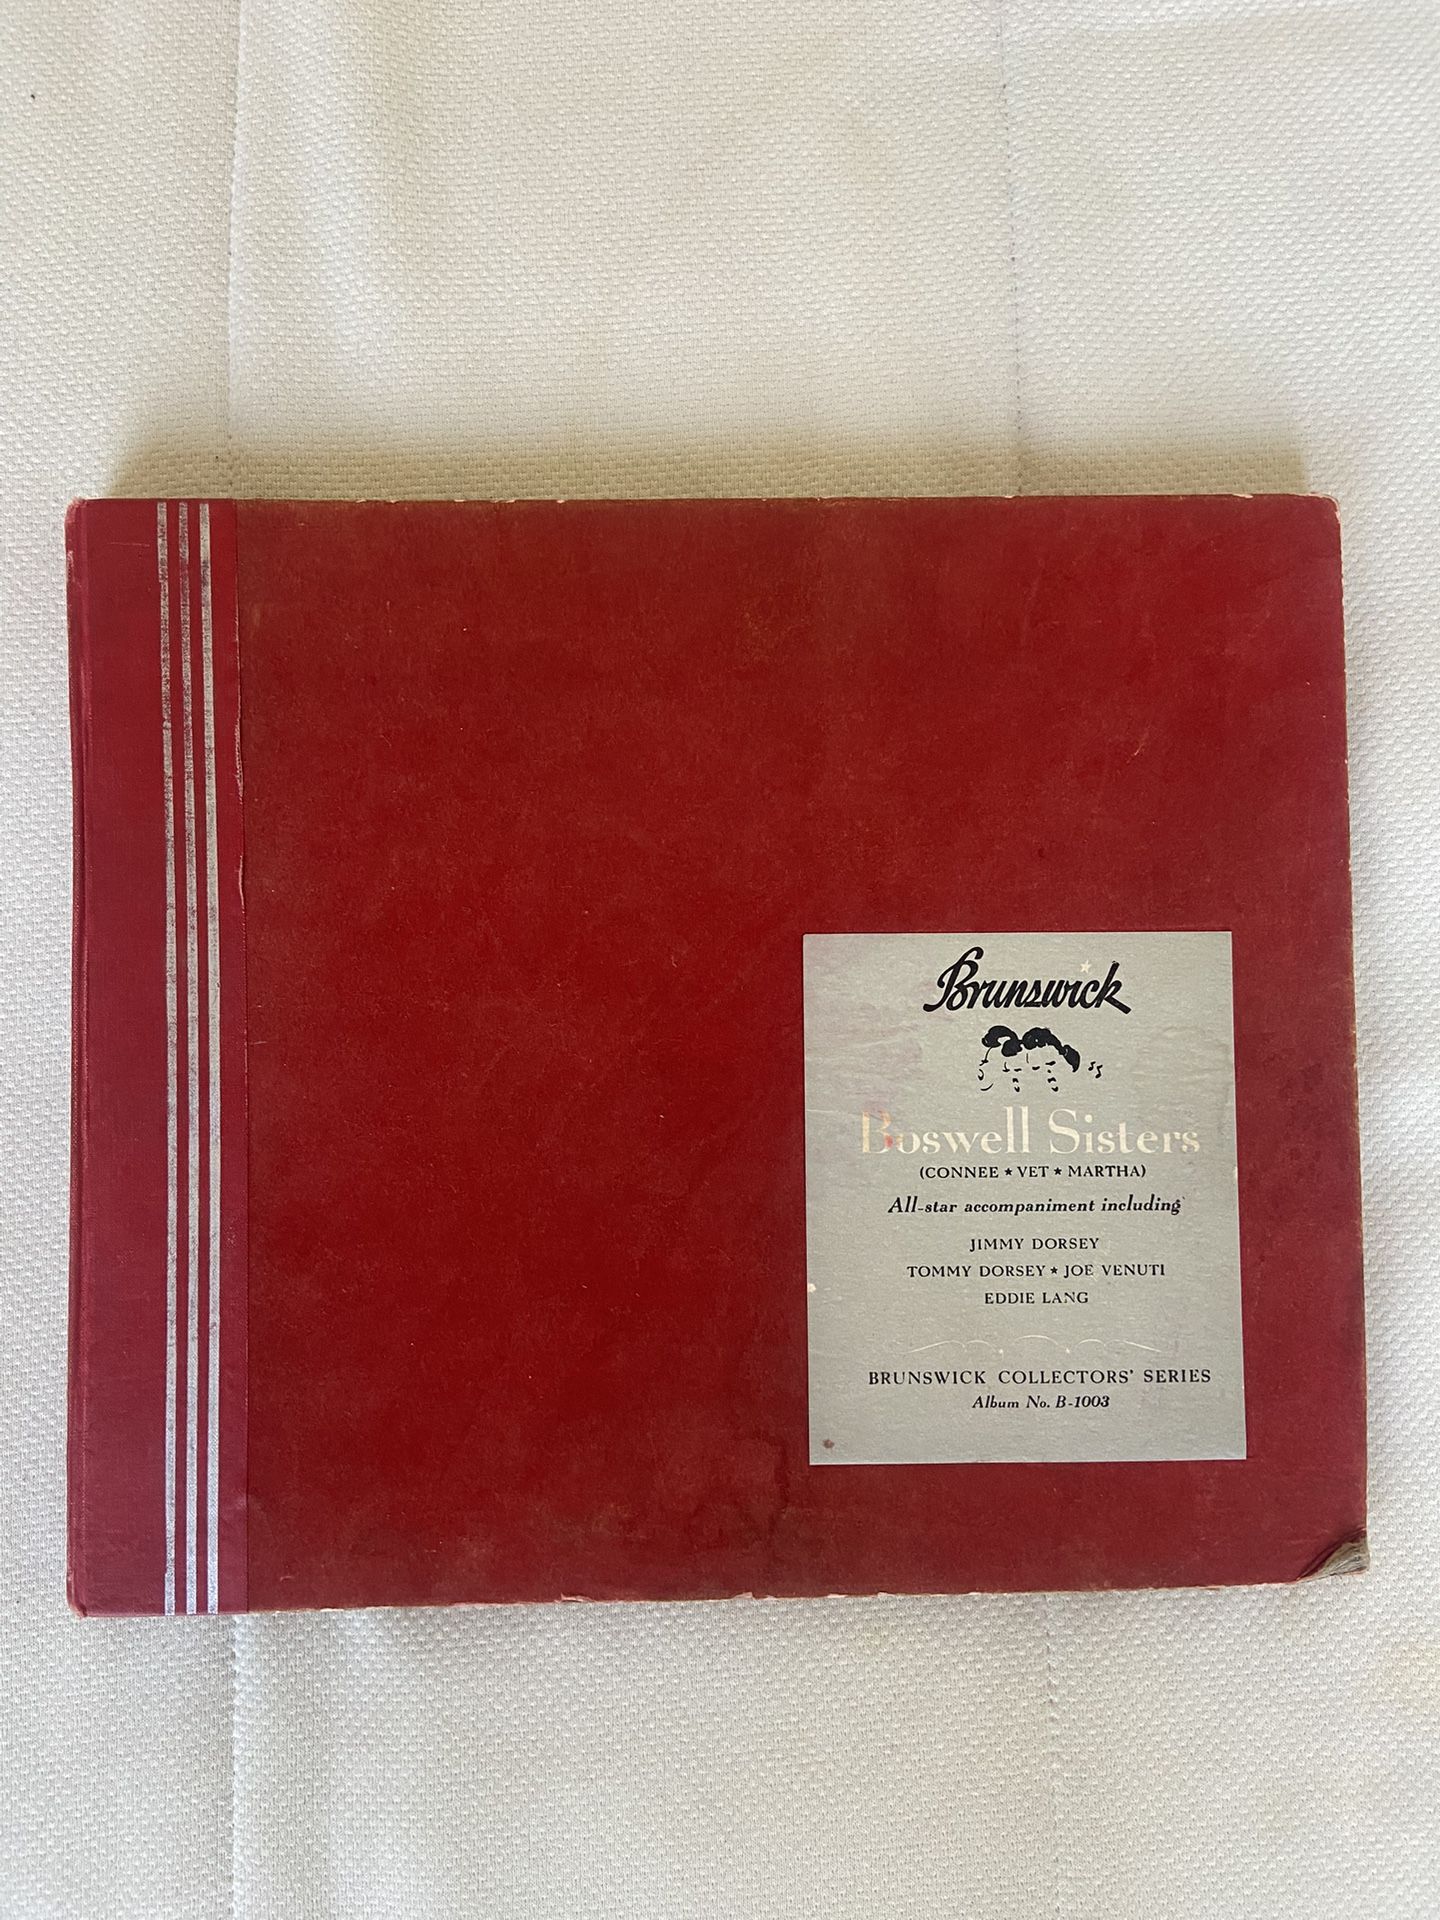 Brunswick
Boswell Sisters
(CONNEE ★ VET ★ MARTHA)
All-star accompaniment including
JIMMY DORSEY
TOMMY DORSEY ★ JOE VENUTI
EDDIE LANG
BRUNSWICK COLLECTORS' SERIES
Album No. B-1003